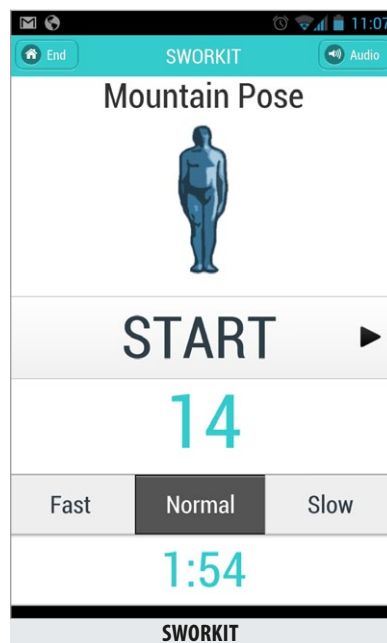 11:07
End SWORKIT Audio
Mountain Pose
START
14
Fast Normal Slow
1:54
SWORKIT